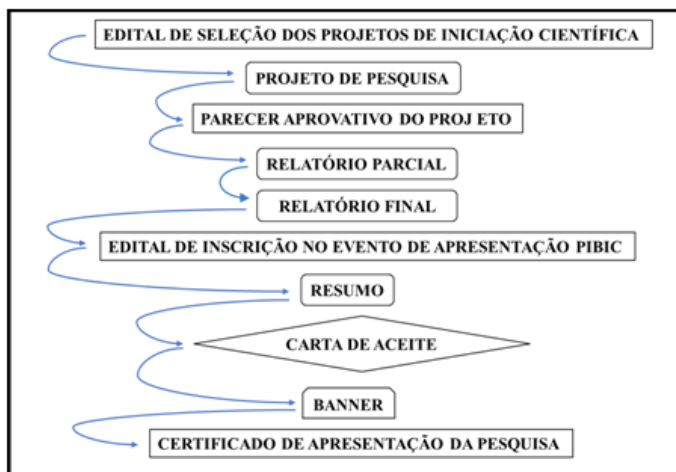 EDITAL DE SELEÇÃO DOS PROJETOS DE INICIAÇÃO CIENTÍFICA
PROJETO DE PESQUISA
PARECER APROVATIVO DO PROJ ETO
RELATÓRIO PARCIAL
RELATÓRIO FINAL
EDITAL DE INSCRIÇÃO NO EVENTO DE APRESENTAÇÃO PIBIC
RESUMO
CARTA DE ACEITE
BANNER
CERTIFICADO DE APRESENTAÇÃO DA PESQUISA